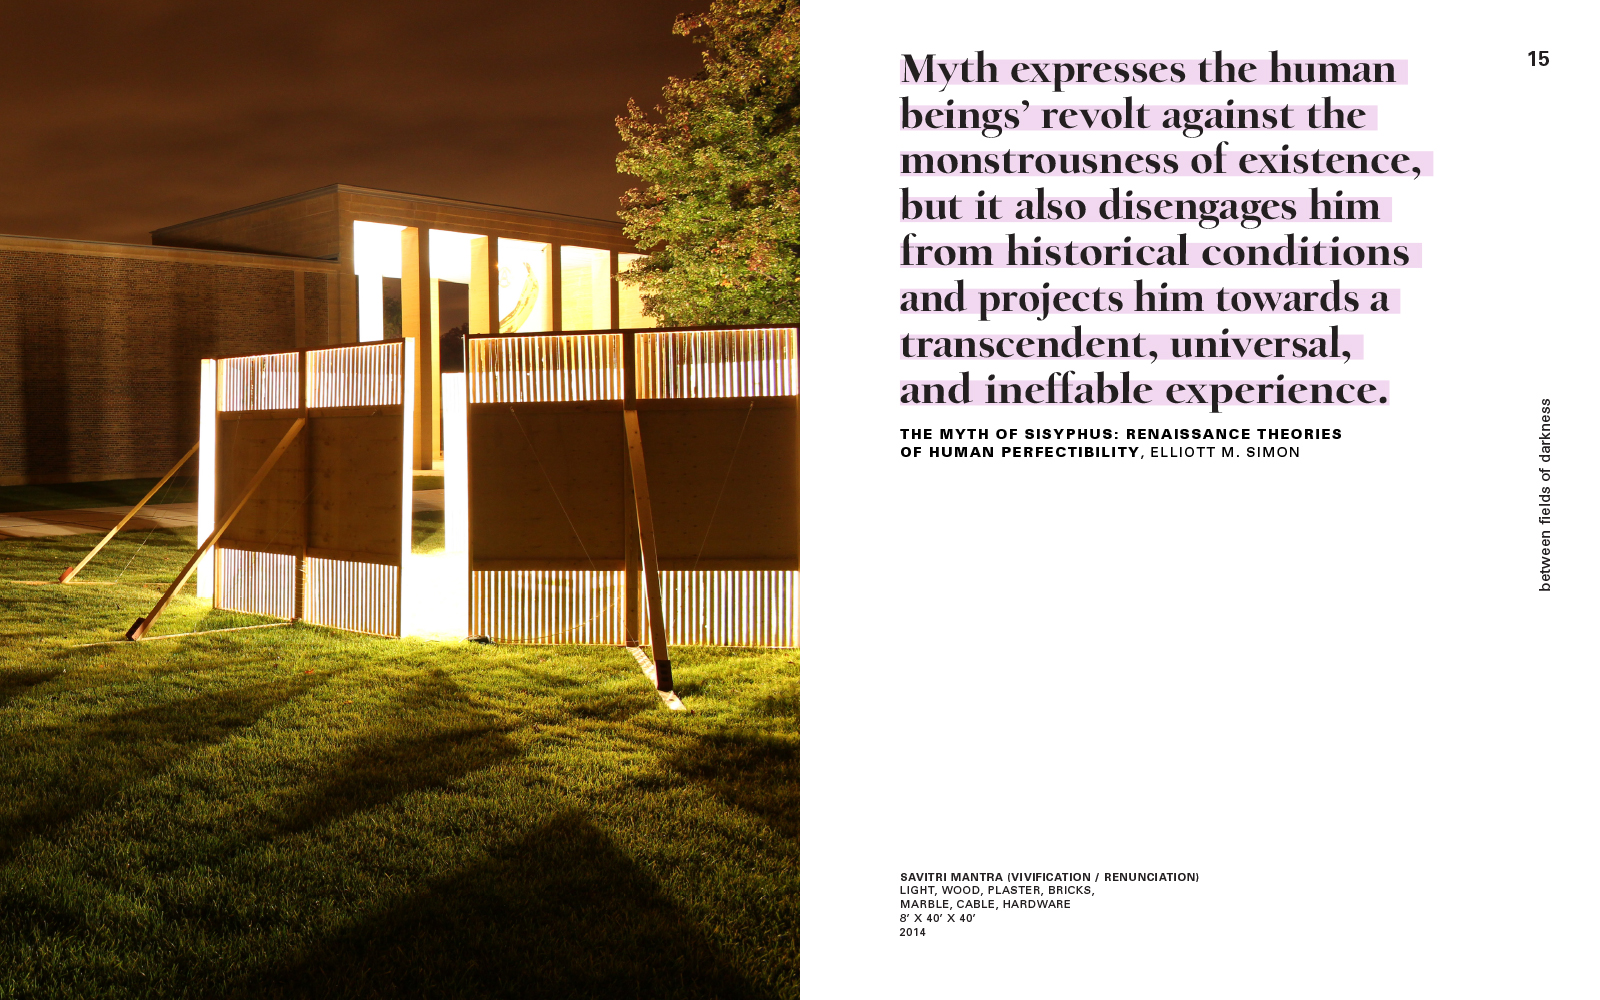 15
Myth expresses the human
beings’ revolt against the
monstrousness of existence,
but it also disengages him
from historical conditions
and projects him towards a
transcendent, universal,
and ineffable experience.
THE MYTH OF SISYPHUS: RENAISSANCE THEORIES
OF HUMAN PERFECTIBILITY, ELLIOTT M. SIMON
between fields of darkness
SAVITRI MANTRA (VIVIFICATION / RENUNCIATION)
LIGHT, WOOD, PLASTER, BRICKS,
MARBLE, CABLE, HARDWARE
8’ X 40’ X 40’
2014